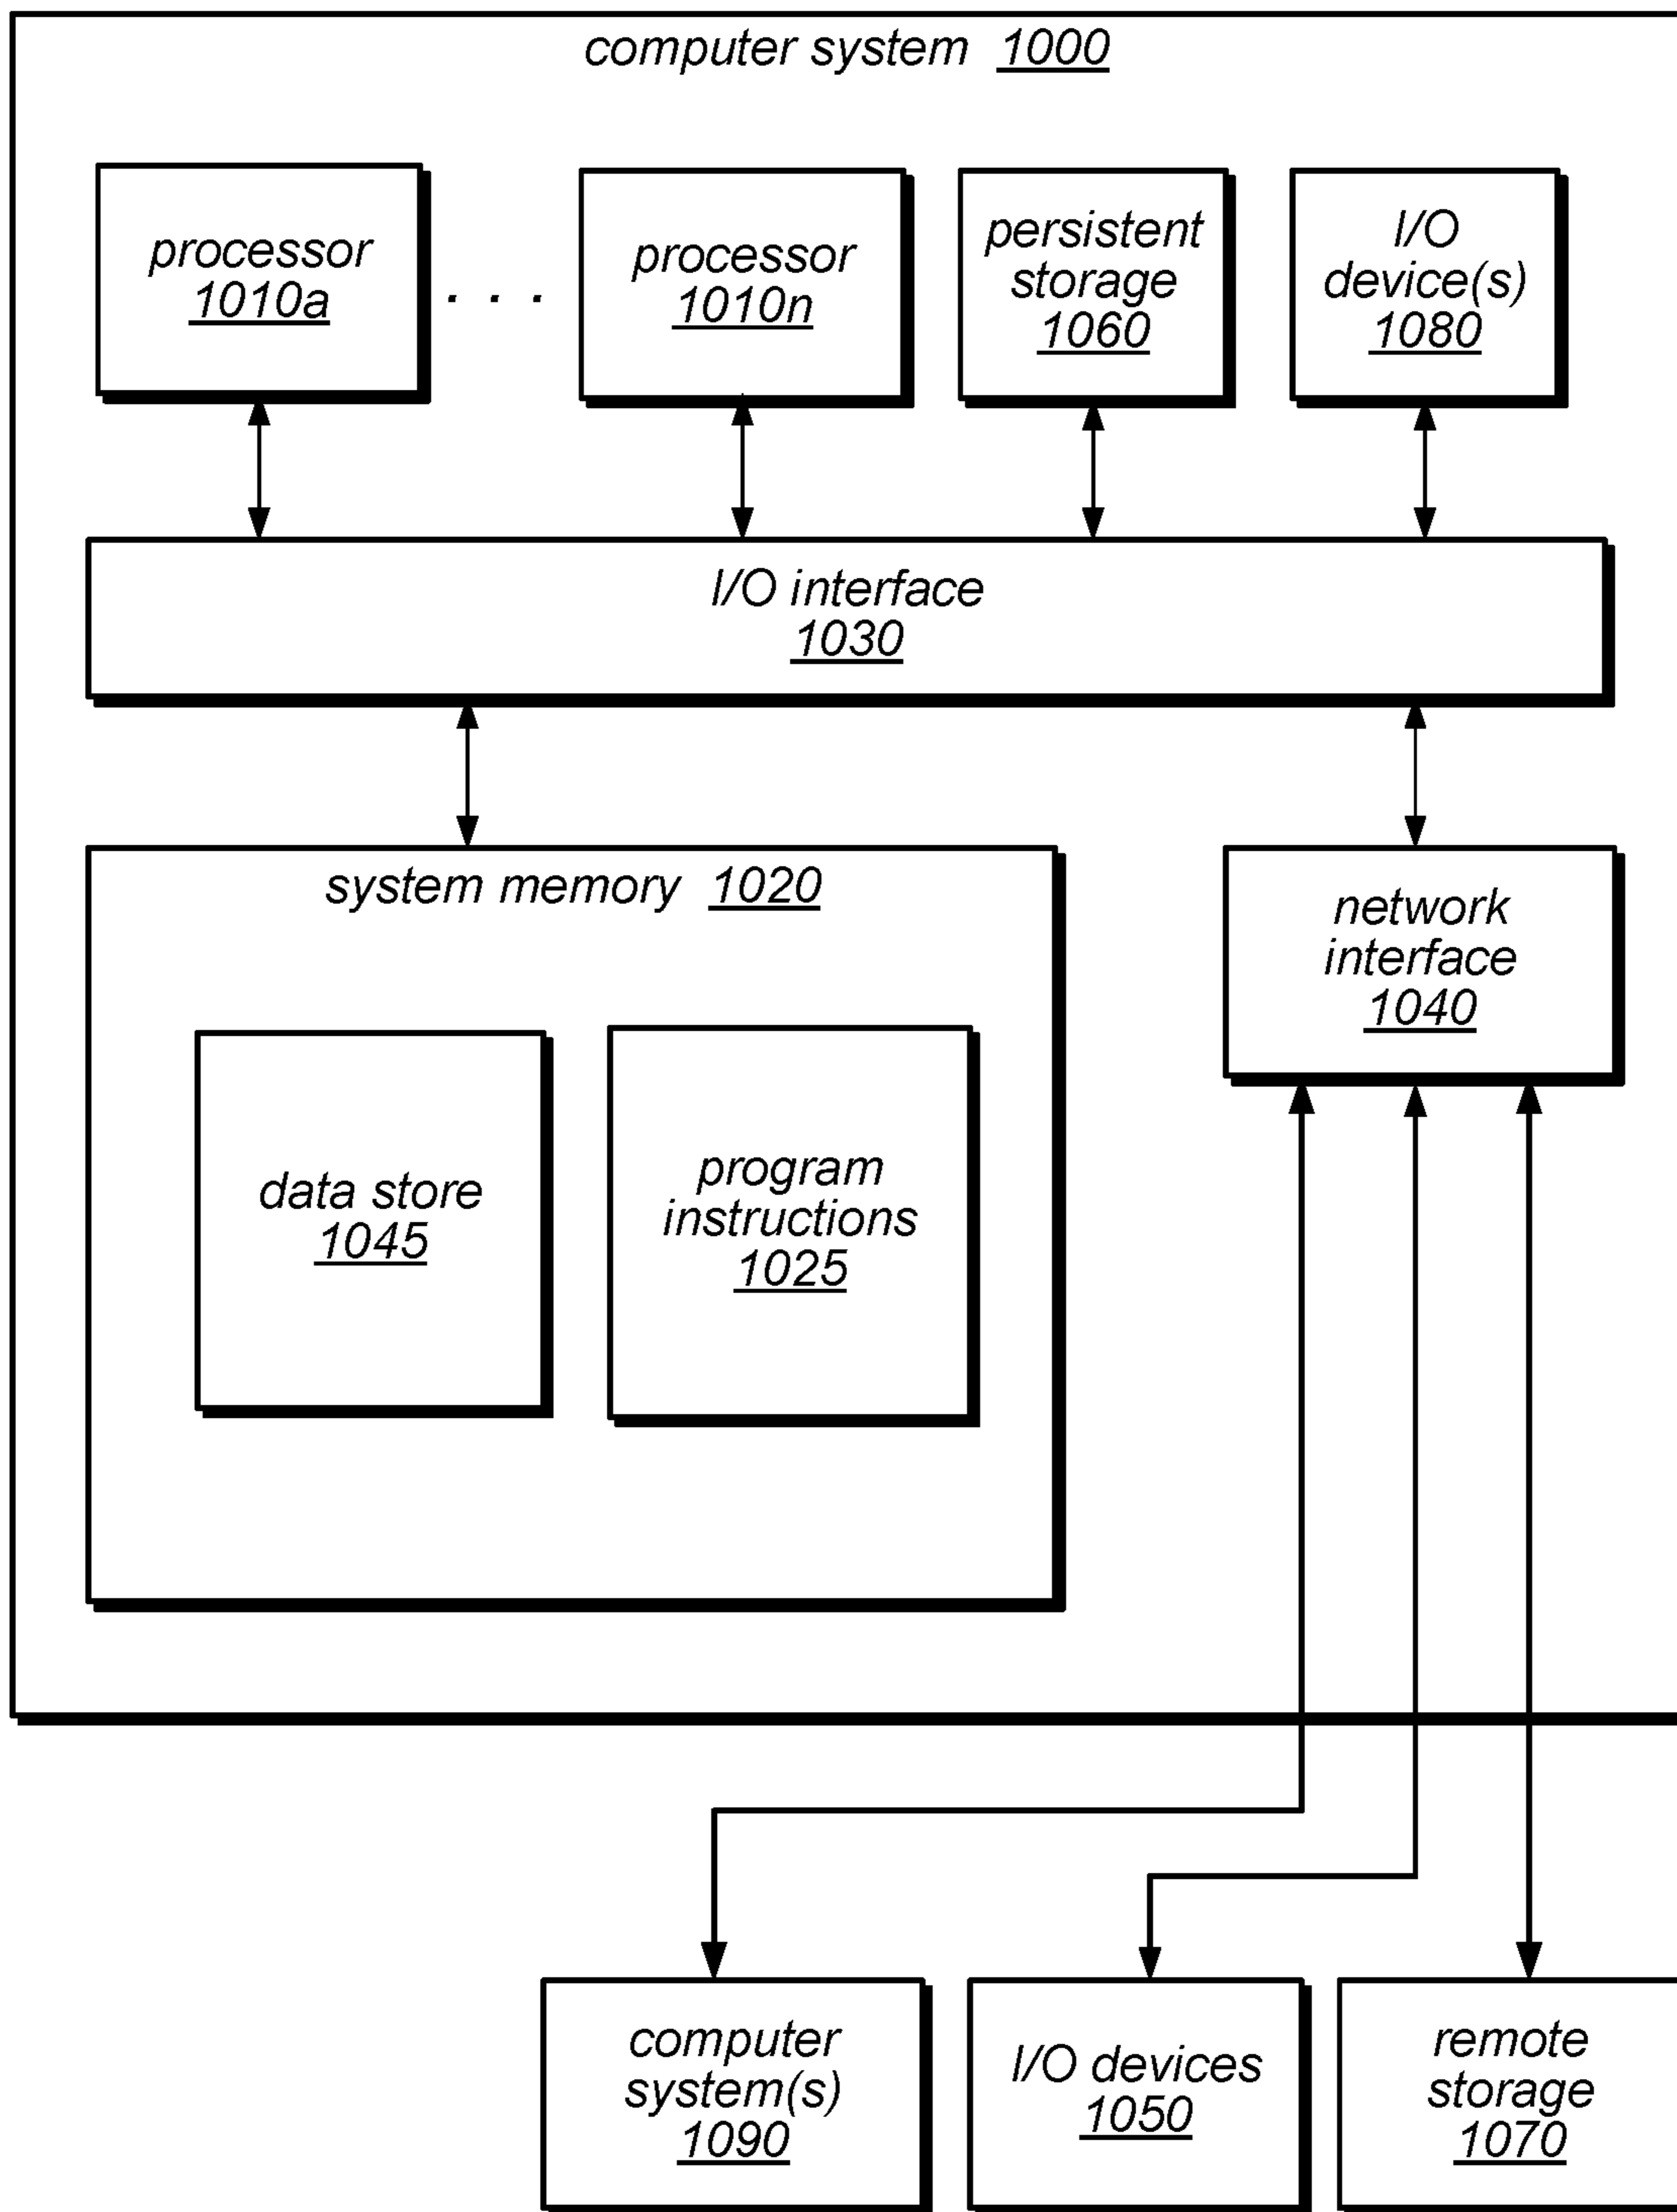 computer system 1000
processor
1010a
. . .
processor
1010n
persistent
storage
1060
I/O
device(s)
1080
I/O interface
1030
system memory 1020
data store
1045
program
instructions
1025
network
interface
1040
computer
system(s)
1090
I/O devices
1050
remote
storage
1070